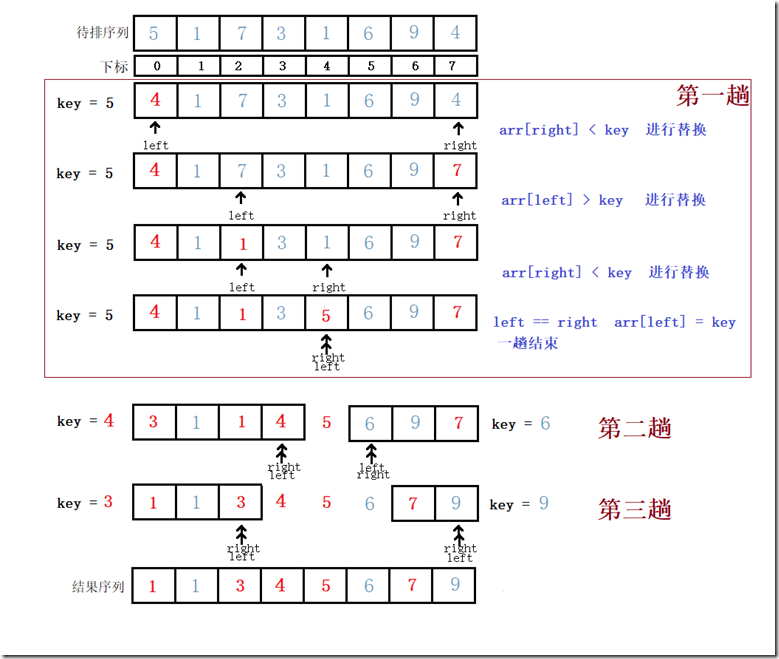 待排序列 5 1 7 3 1 6 9 4
下标 0 1 2 3 4 5 6 7
第一趟
key = 5 4 1 7 3 1 6 9 4
arr[right] < key 进行替换
left right
key = 5 4 1 7 3 1 6 9 7
arr[left] > key 进行替换
left right
key = 5 4 1 1 3 1 6 9 7
arr[right] < key 进行替换
left right
key = 5 4 1 1 3 5 6 9 7
left == right arr[left] = key
一趟结束
right
left
key = 4 3 1 1 4 5 6 9 7 key = 6 第二趟
right left
left right
key = 3 1 1 3 4 5 6 7 9 key = 9 第三趟
right right
left left
结果序列 1 1 3 4 5 6 7 9